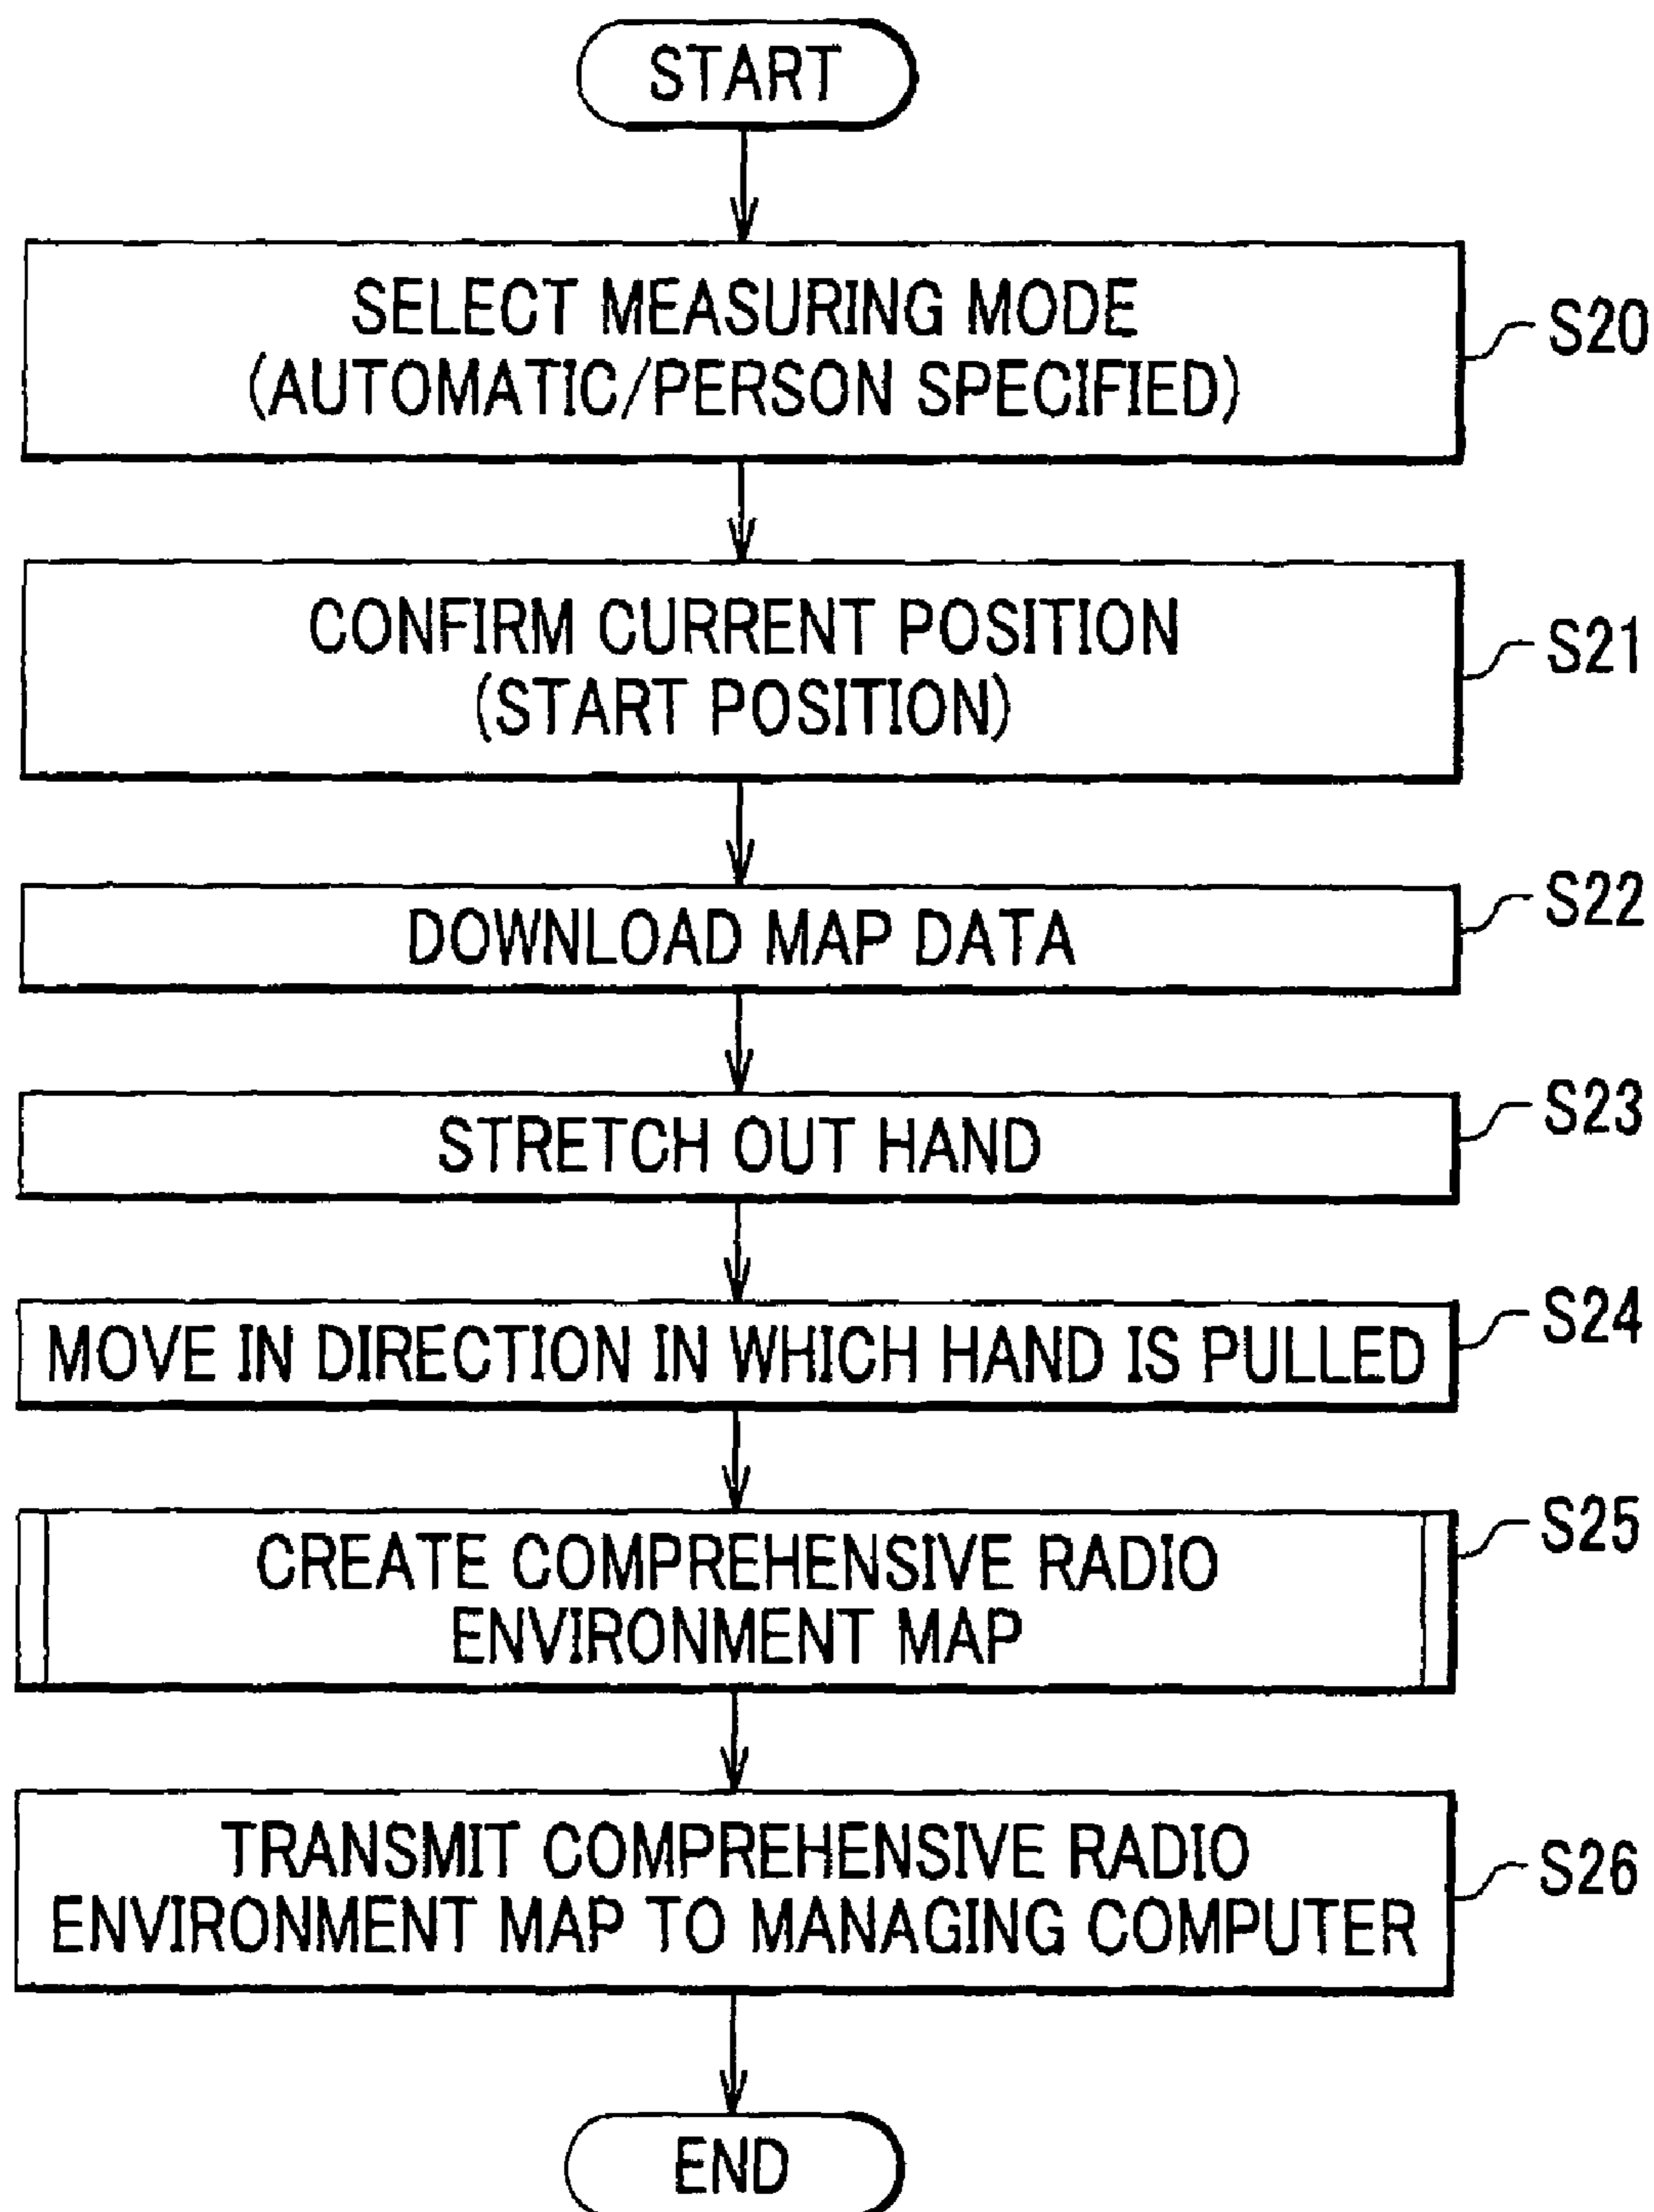 START
SELECT MEASURING MODE
(AUTOMATIC/PERSON SPECIFIED)
S20
CONFIRM CURRENT POSITION
(START POSITION)
S21
DOWNLOAD MAP DATA
S22
STRETCH OUT HAND
S23
MOVE IN DIRECTION IN WHICH HAND IS PULLED
S24
CREATE COMPREHENSIVE RADIO
ENVIRONMENT MAP
S25
TRANSMIT COMPREHENSIVE RADIO
ENVIRONMENT MAP TO MANAGING COMPUTER
S26
END